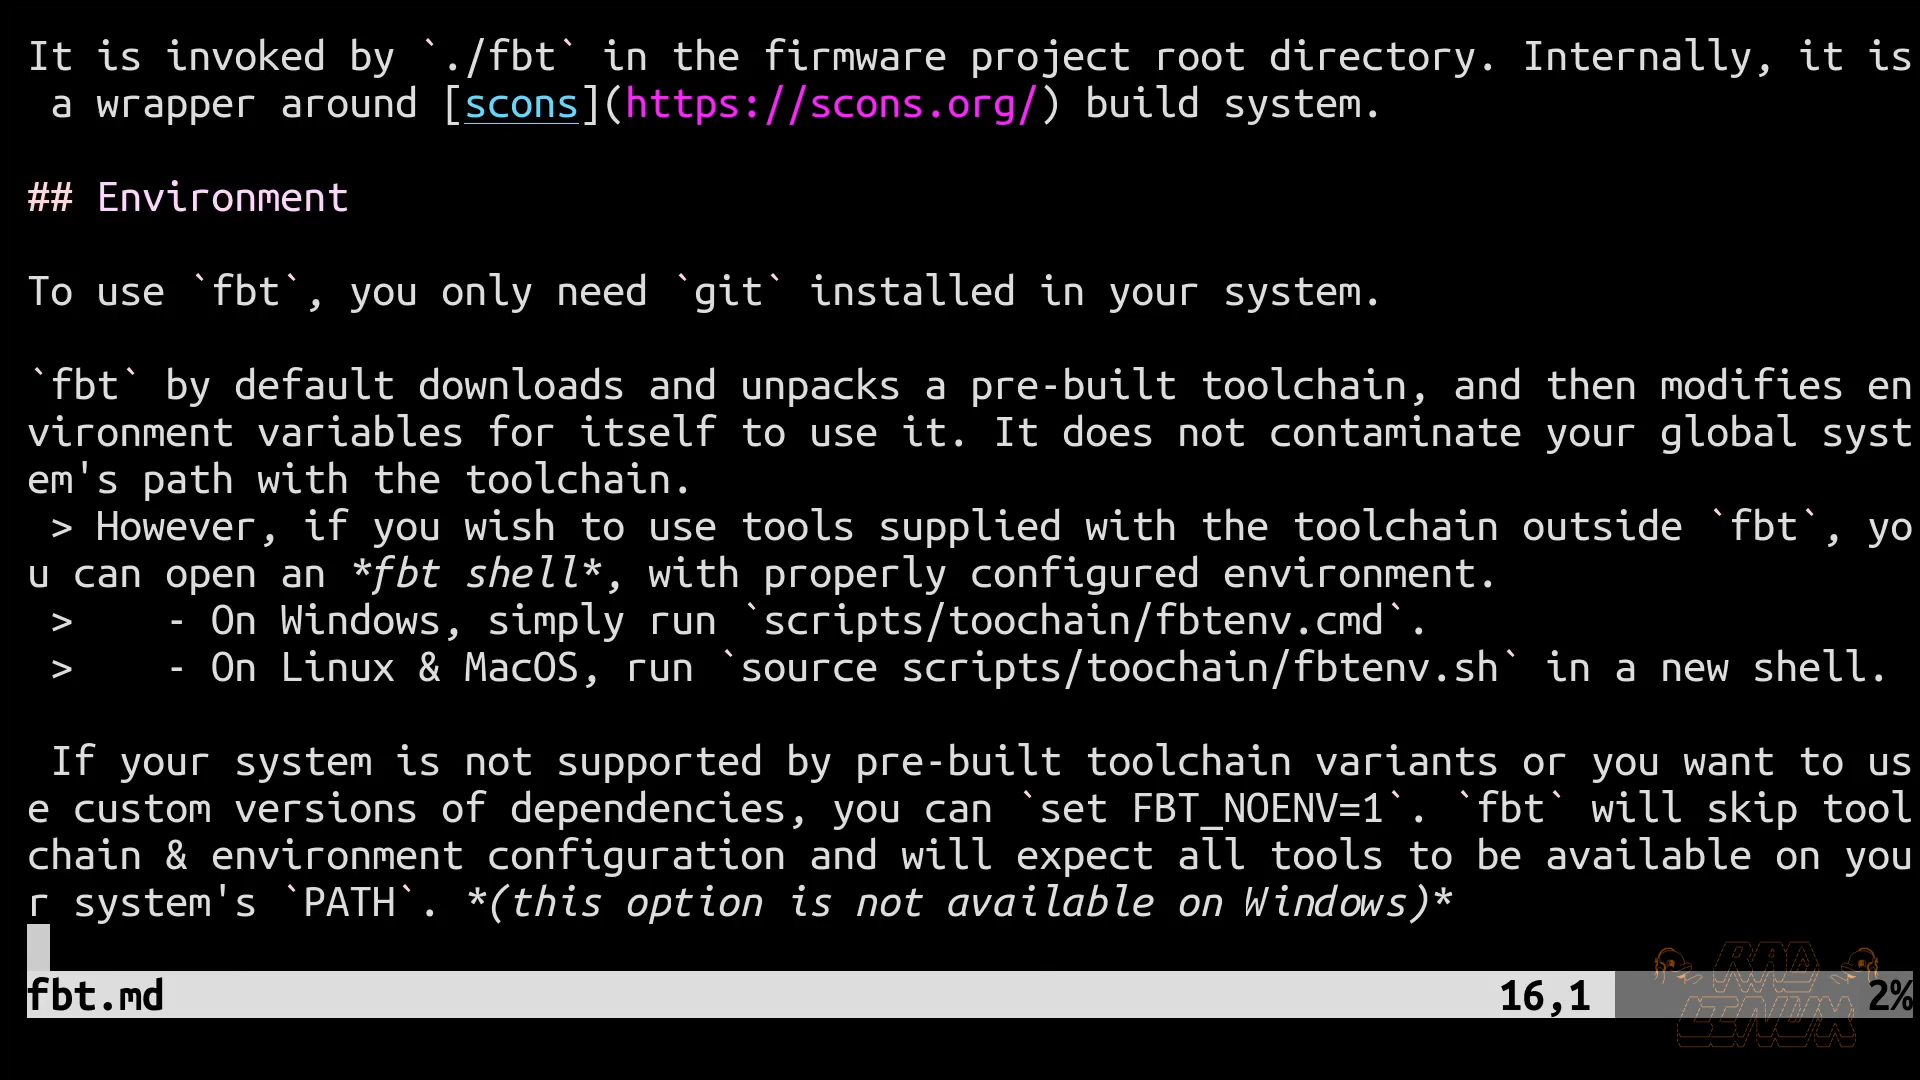 It is invoked by `./fbt` in the firmware project root directory. Internally, it is
a wrapper around [scons](https://scons.org/) build system.
## Environment
To use `fbt`, you only need `git` installed in your system.
`fbt` by default downloads and unpacks a pre-built toolchain, and then modifies en
vironment variables for itself to use it. It does not contaminate your global syst
em's path with the toolchain.
> However, if you wish to use tools supplied with the toolchain outside `fbt`, yo
u can open an *fbt shell*, with properly configured environment.
>    - On Windows, simply run `scripts/toochain/fbtenv.cmd`.
>    - On Linux & MacOS, run `source scripts/toochain/fbtenv.sh` in a new shell.
If your system is not supported by pre-built toolchain variants or you want to us
e custom versions of dependencies, you can `set FBT_NOENV=1`. `fbt` will skip tool
chain & environment configuration and will expect all tools to be available on you
r system's `PATH`. *(this option is not available on Windows)*
fbt.md 16,1 2%
RAD
LINUX